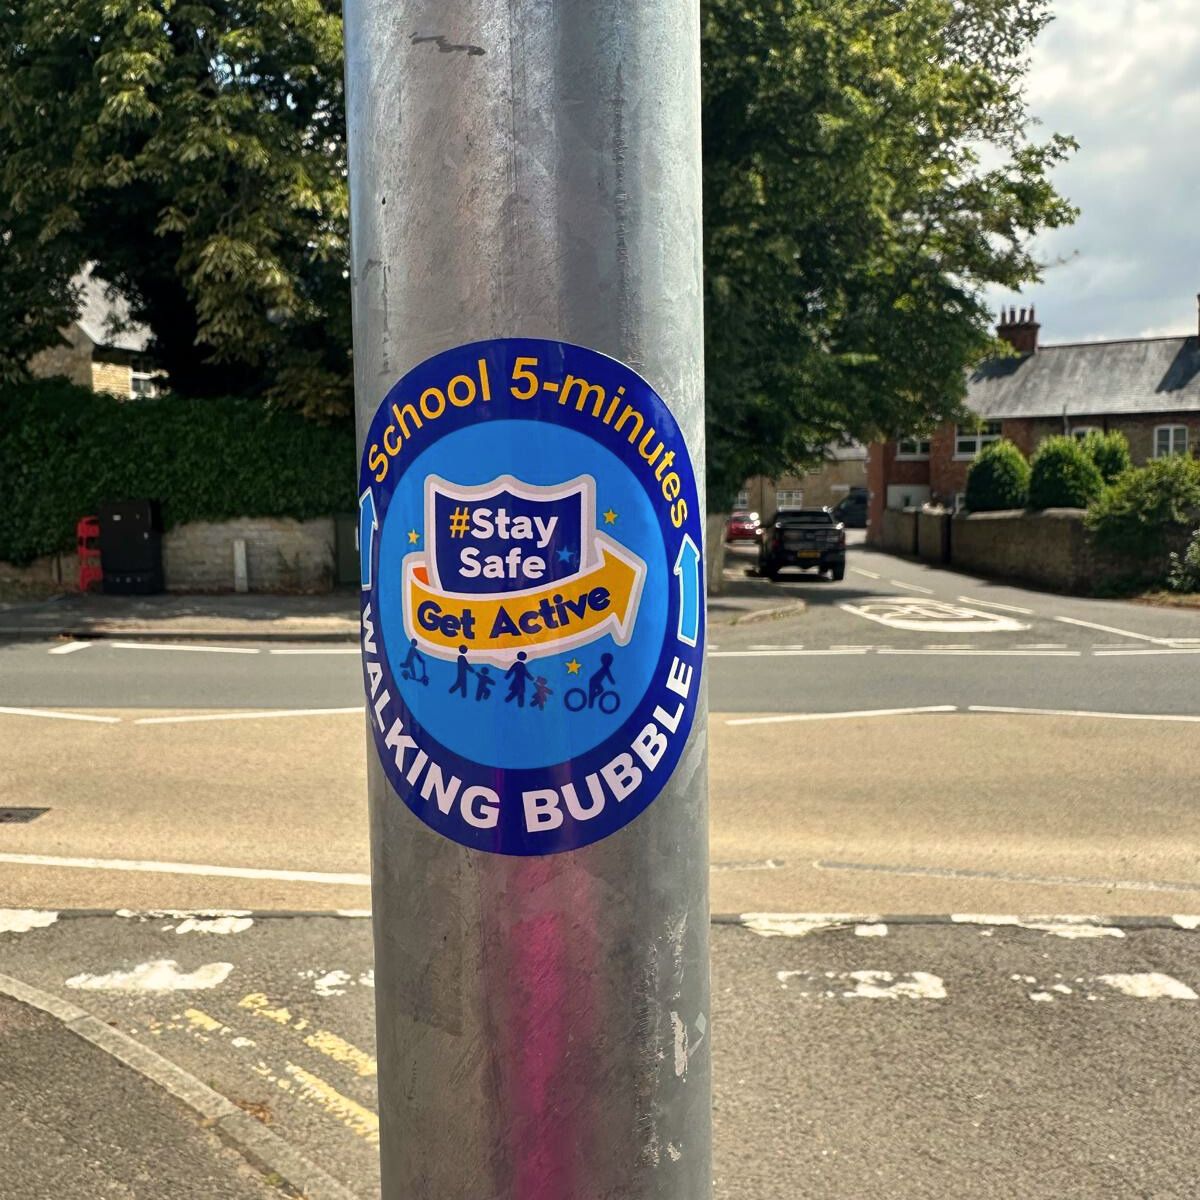 School 5-minutes
#Stay
Safe
Get Active
WALKING BUBBLE